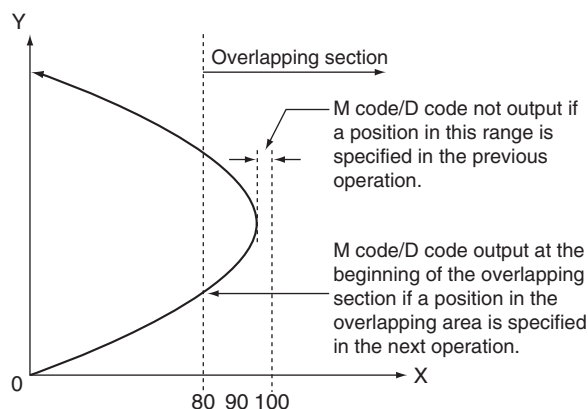 Y
Overlapping section
M code/D code not output if
a position in this range is
specified in the previous
operation.
M code/D code output at the
beginning of the overlapping
section if a position in the
overlapping area is specified
in the next operation.
X
0
80 90 100